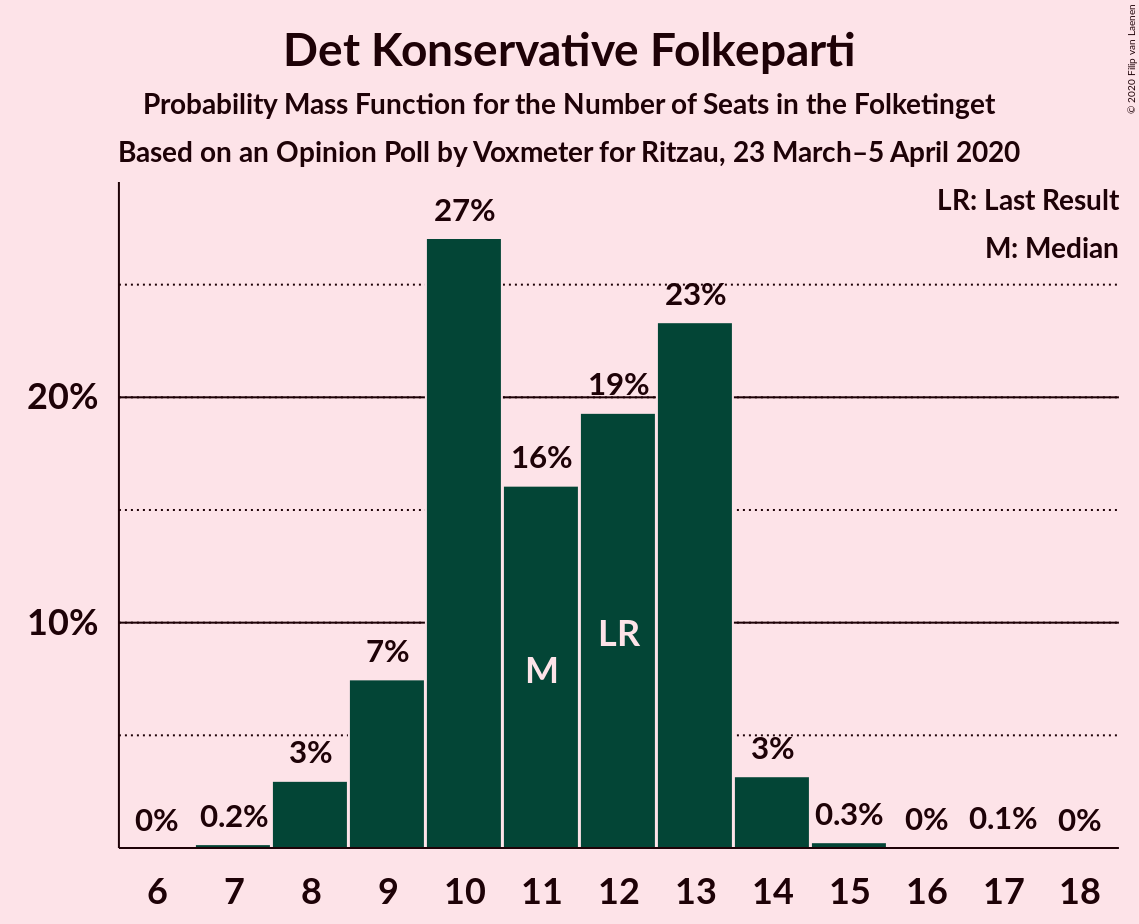 Det Konservative Folkeparti
Probability Mass Function for the Number of Seats in the Folketinget
Based on an Opinion Poll by Voxmeter for Ritzau, 23 March–5 April 2020
© 2020 Filip van Laenen
LR: Last Result
M: Median
27%
23%
20%
19%
16%
10%
LR
7%
M
3%
3%
0%
0.2%
0.3%
0%
0.1%
0%
6 7 8 9 10 11 12 13 14 15 16 17 18